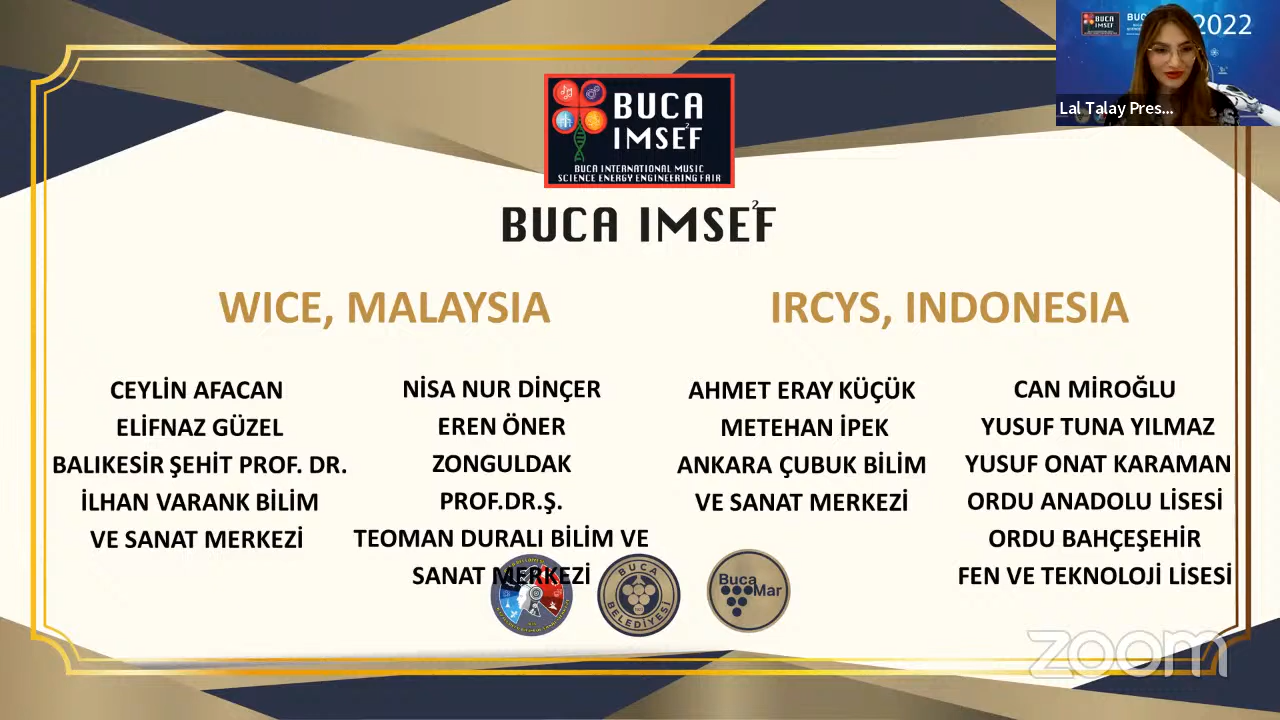 BUCA
IMSEF
2
BUCA INTERNATIONAL MUSIC
SCIENCE ENERGY ENGINEERING FAIR
BUCA IMSE²F
WICE, MALAYSIA
CEYLİN AFACAN
ELİFNAZ GÜZEL
BALIKESİR ŞEHİT PROF. DR.
İLHAN VARANK BİLİM
VE SANAT MERKEZİ
NİSA NUR DİNÇER
EREN ÖNER
ZONGULDAK
PROF.DR.Ş.
TEOMAN DURALI BİLİM VE
SANAT MERKEZİ
IRCYS, INDONESIA
AHMET ERAY KÜÇÜK
METEHAN İPEK
ANKARA ÇUBUK BİLİM
VE SANAT MERKEZİ
CAN MİROĞLU
YUSUF TUNA YILMAZ
YUSUF ONAT KARAMAN
ORDU ANADOLU LİSESİ
ORDU BAHÇEŞEHİR
FEN VE TEKNOLOJİ LİSESİ
BUCA
BELEDİYESİ
Buca
Mar
BUCA
IMSEF
2022
Lal Talay Pres...
zoom